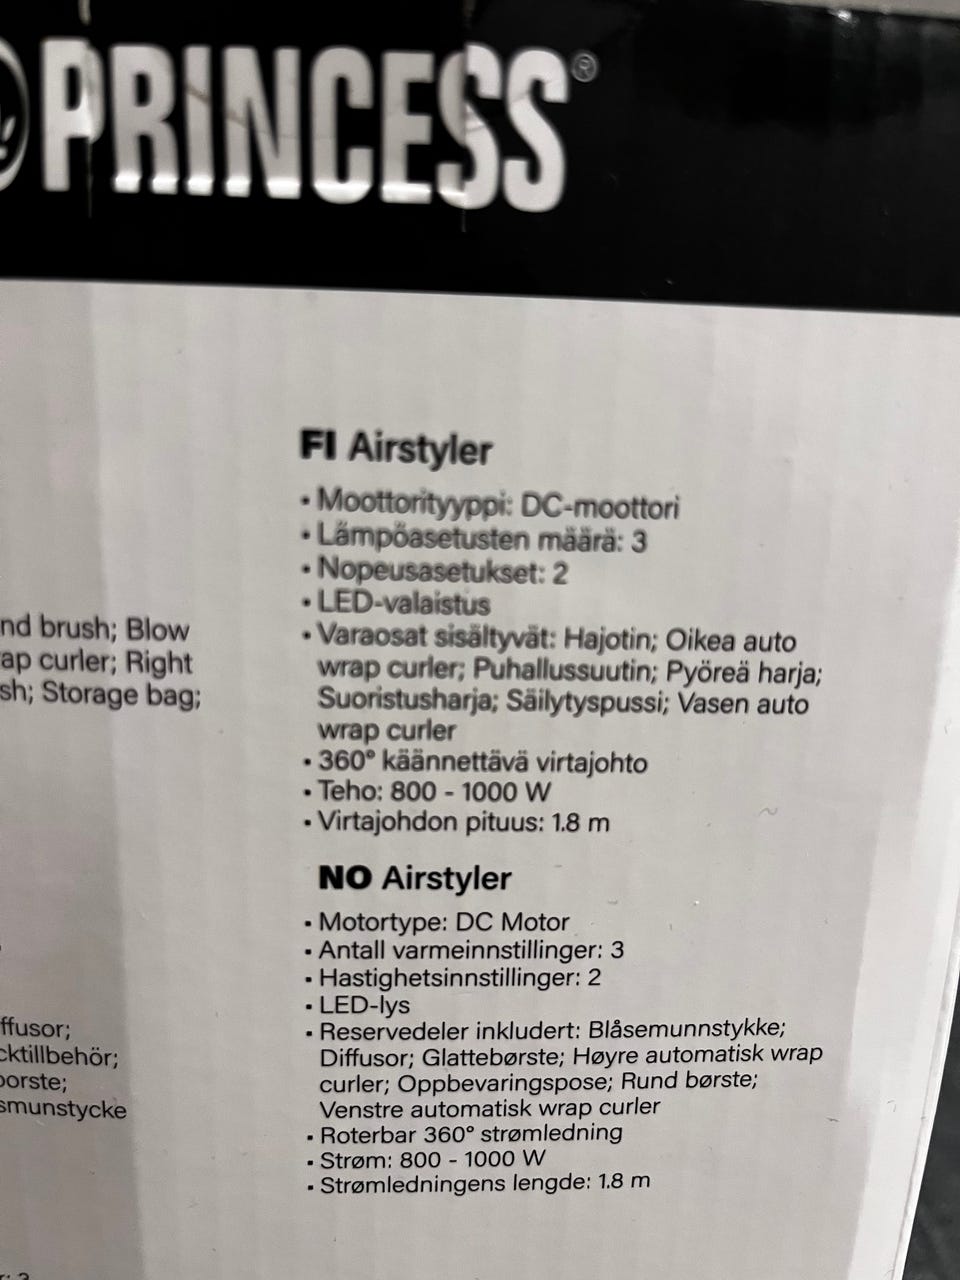 PRINCESS®
nd brush; Blow
ap curler; Right
sh; Storage bag;
ffusor;
cktillbehör;
orste;
smunstycke
FI Airstyler
• Moottorityyppi: DC-moottori
• Lämpöasetusten määrä: 3
• Nopeusasetukset: 2
• LED-valaistus
• Varaosat sisältyvät: Hajotin; Oikea auto
wrap curler; Puhallussuutin; Pyöreä harja;
Suoristusharja; Säilytyspussi; Vasen auto
wrap curler
• 360° käännettävä virtajohto
• Teho: 800 - 1000 W
• Virtajohdon pituus: 1.8 m
NO Airstyler
• Motortype: DC Motor
• Antall varmeinnstillinger: 3
• Hastighetsinnstillinger: 2
• LED-lys
• Reservedeler inkludert: Blåsemunnstykke;
Diffusor; Glattebørste; Høyre automatisk wrap
curler; Oppbevaringspose; Rund børste;
Venstre automatisk wrap curler
• Roterbar 360° strømledning
• Strøm: 800 - 1000 W
• Strømledningens lengde: 1.8 m